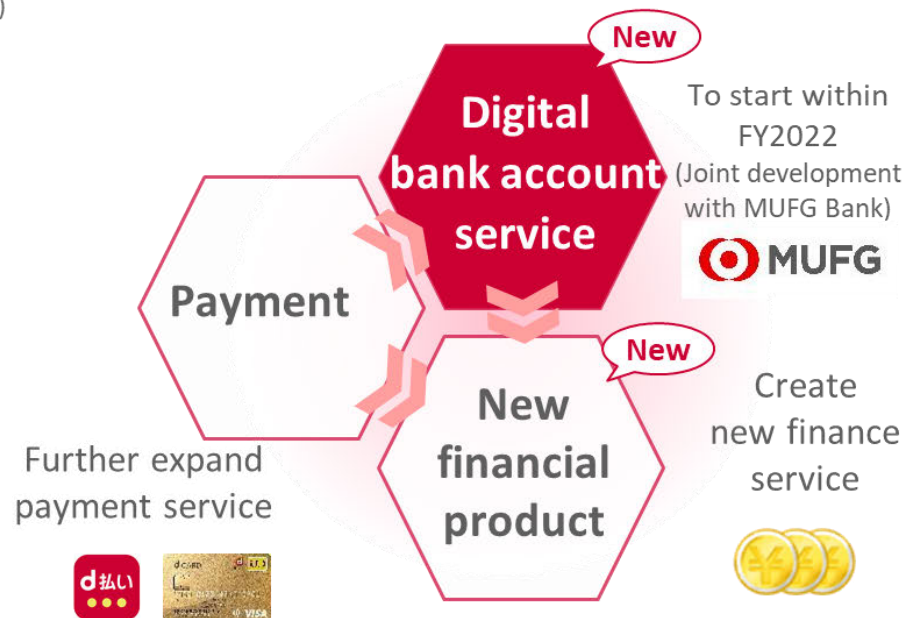 )
New
Digital
bank account
service
To start within
FY2022
(Joint development
with MUFG Bank)
MUFG
Payment
New
New
financial
product
Create
new finance
service
Further expand
payment service
d払い
d CARD
VISA